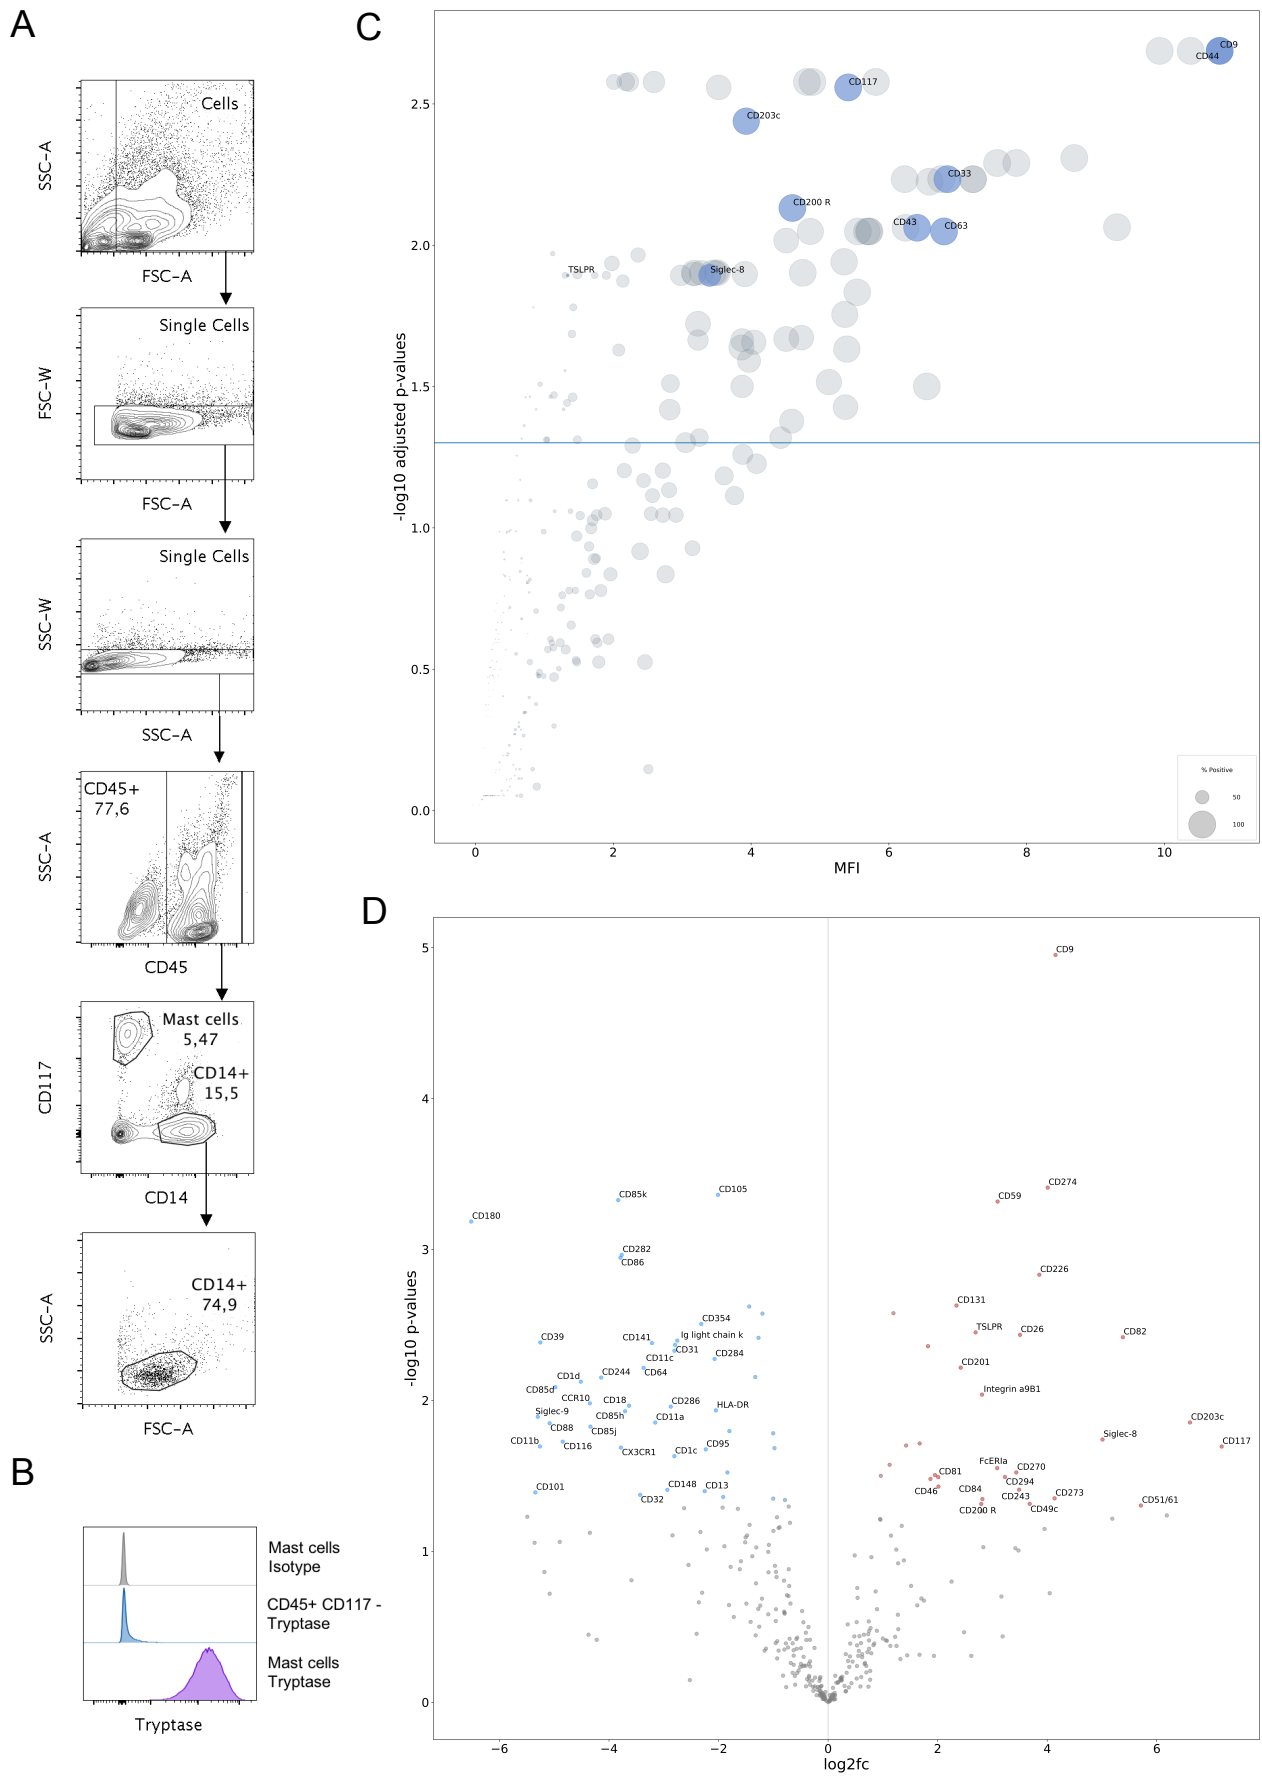 A
Cells
SSC-A
FSC-A
Single Cells
FSC-W
FSC-A
Single Cells
SSC-W
SSC-A
CD45+
77,6
SSC-A
CD45
Mast cells
5,47
CD14+
15,5
CD117
CD14
CD14+
74,9
SSC-A
FSC-A
B
Mast cells
Isotype
CD45+ CD117 -
Tryptase
Mast cells
Tryptase
Tryptase
C
CD9
CD44
CD117
CD203c
CD33
CD200 R
CD43
CD63
TSLPR
Siglec-8
2.5
2.0
1.5
1.0
0.5
0.0
-log10 adjusted p-values
0 2 4 6 8 10
MFI
% Positive
50
100
D
CD9
CD85k
CD105
CD274
CD59
CD180
CD282
CD86
CD226
CD131
CD354
TSLPR
CD26
CD82
CD39
CD141
Ig light chain k
CD31
CD284
CD11c
CD64
CD201
CD1d
CD244
CD85d
Integrin a9B1
CCR10
CD18
CD286
HLA-DR
Siglec-9
CD85h
CD11a
CD203c
CD88
CD85j
Siglec-8
CD11b
CD116
CX3CR1
CD1c
CD95
CD117
FcERIa
CD270
CD81
CD294
CD101
CD148
CD13
CD46
CD84
CD243
CD273
CD32
CD200 R
CD49c
CD51/61
5
4
3
2
1
0
-log10 p-values
−6 −4 −2 0 2 4 6
log2fc